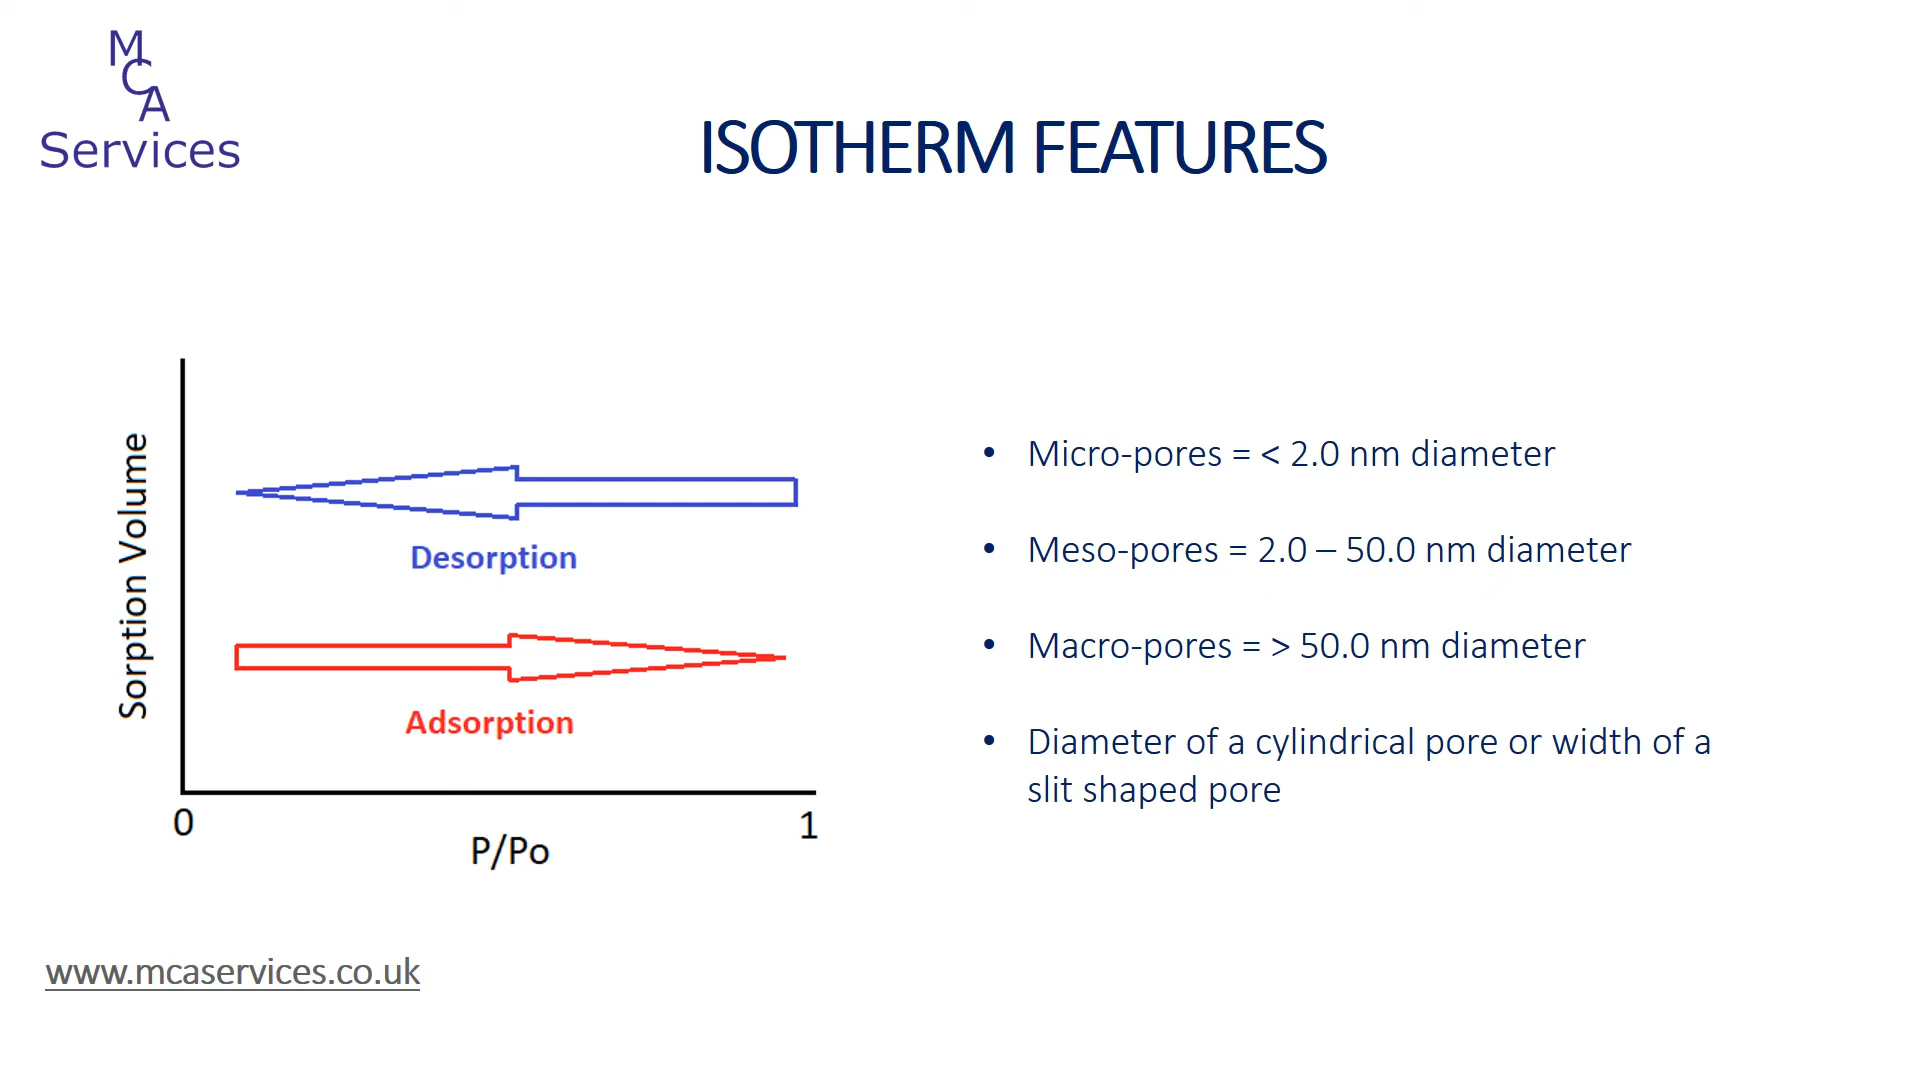 M
C
A
Services
ISOTHERM FEATURES
Sorption Volume
Desorption
Adsorption
0
1
P/Po
• Micro-pores = < 2.0 nm diameter
• Meso-pores = 2.0 – 50.0 nm diameter
• Macro-pores = > 50.0 nm diameter
• Diameter of a cylindrical pore or width of a
slit shaped pore
www.mcaservices.co.uk